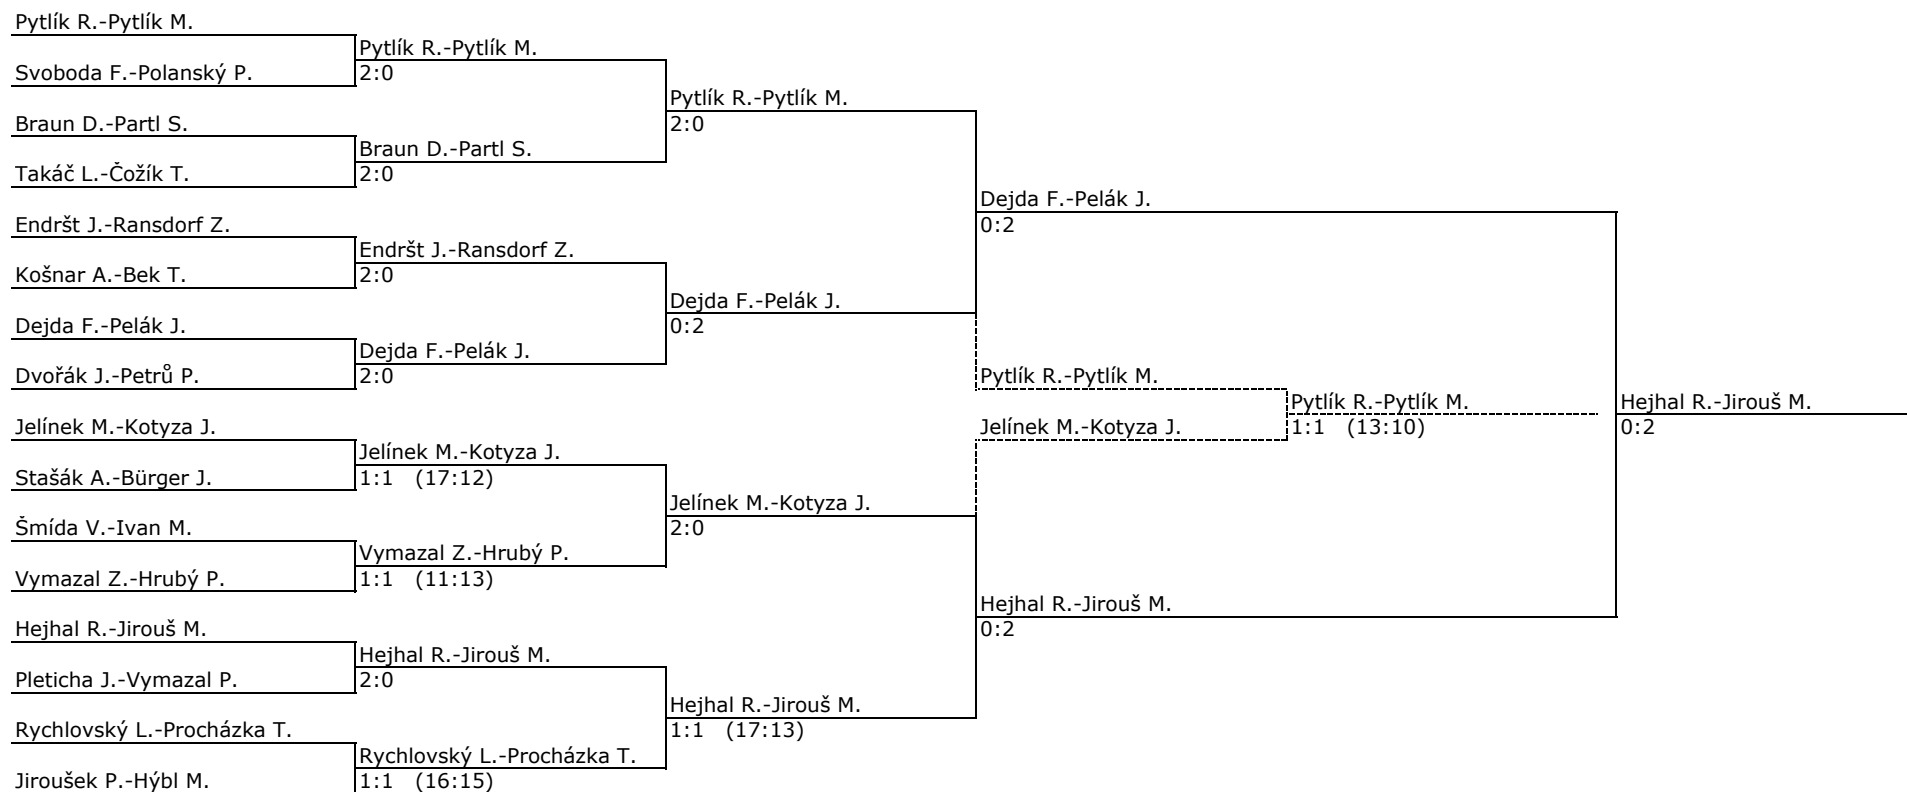 Pytlík R.-Pytlík M.
Svoboda F.-Polanský P.
Braun D.-Partl S.
Takáč L.-Čožík T.
Endršt J.-Ransdorf Z.
Košnar A.-Bek T.
Dejda F.-Pelák J.
Dvořák J.-Petrů P.
Jelínek M.-Kotyza J.
Stašák A.-Bürger J.
Šmída V.-Ivan M.
Vymazal Z.-Hrubý P.
Hejhal R.-Jirouš M.
Pleticha J.-Vymazal P.
Rychlovský L.-Procházka T.
Jiroušek P.-Hýbl M.
Pytlík R.-Pytlík M.
2:0
Braun D.-Partl S.
2:0
Endršt J.-Ransdorf Z.
2:0
Dejda F.-Pelák J.
2:0
Jelínek M.-Kotyza J.
1:1 (17:12)
Vymazal Z.-Hrubý P.
1:1 (11:13)
Hejhal R.-Jirouš M.
2:0
Rychlovský L.-Procházka T.
1:1 (16:15)
Pytlík R.-Pytlík M.
2:0
Dejda F.-Pelák J.
0:2
Jelínek M.-Kotyza J.
2:0
Hejhal R.-Jirouš M.
1:1 (17:13)
Dejda F.-Pelák J.
0:2
Pytlík R.-Pytlík M.
Jelínek M.-Kotyza J.
Hejhal R.-Jirouš M.
0:2
Pytlík R.-Pytlík M.
1:1 (13:10)
Hejhal R.-Jirouš M.
0:2